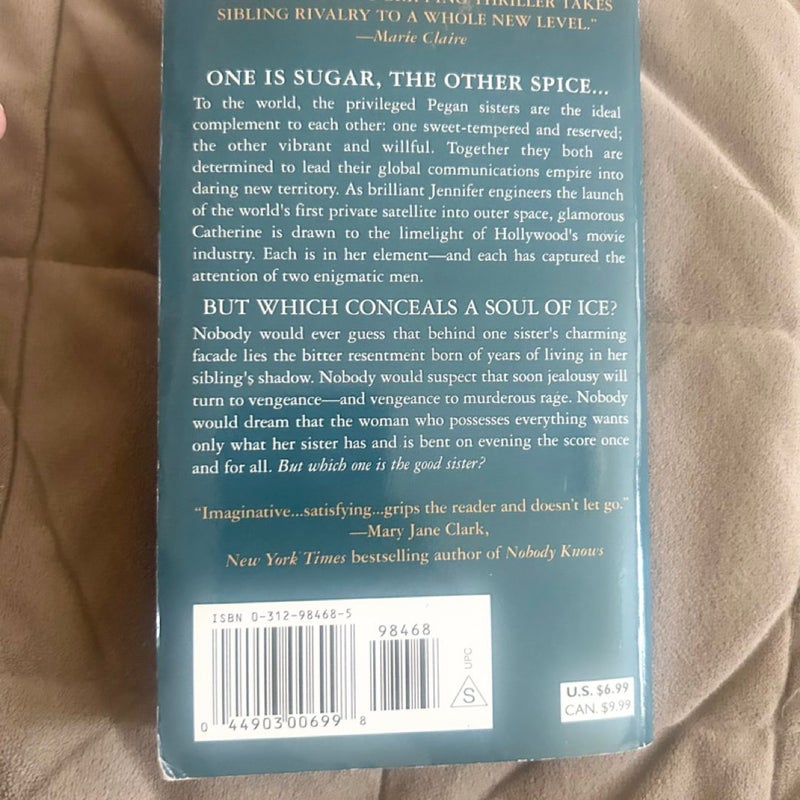 THRILLER TAKES
SIBLING RIVALRY TO A WHOLE NEW LEVEL."
—Marie Claire
ONE IS SUGAR, THE OTHER SPICE...
To the world, the privileged Pegan sisters are the ideal
complement to each other: one sweet-tempered and reserved;
the other vibrant and willful. Together they both are
determined to lead their global communications empire into
daring new territory. As brilliant Jennifer engineers the launch
of the world's first private satellite into outer space, glamorous
Catherine is drawn to the limelight of Hollywood's movie
industry. Each is in her element—and each has captured the
attention of two enigmatic men.
BUT WHICH CONCEALS A SOUL OF ICE?
Nobody would ever guess that behind one sister's charming
facade lies the bitter resentment born of years of living in her
sibling's shadow. Nobody would suspect that soon jealousy will
turn to vengeance—and vengeance to murderous rage. Nobody
would dream that the woman who possesses everything wants
only what her sister has and is bent on evening the score once
and for all. But which one is the good sister?
"Imaginative...satisfying...grips the reader and doesn't let go."
—Mary Jane Clark,
New York Times bestselling author of Nobody Knows
ISBN 0-312-98468-5
98468
UPC
S
0 44903 00699 8
U.S. $6.99
CAN. $9.99